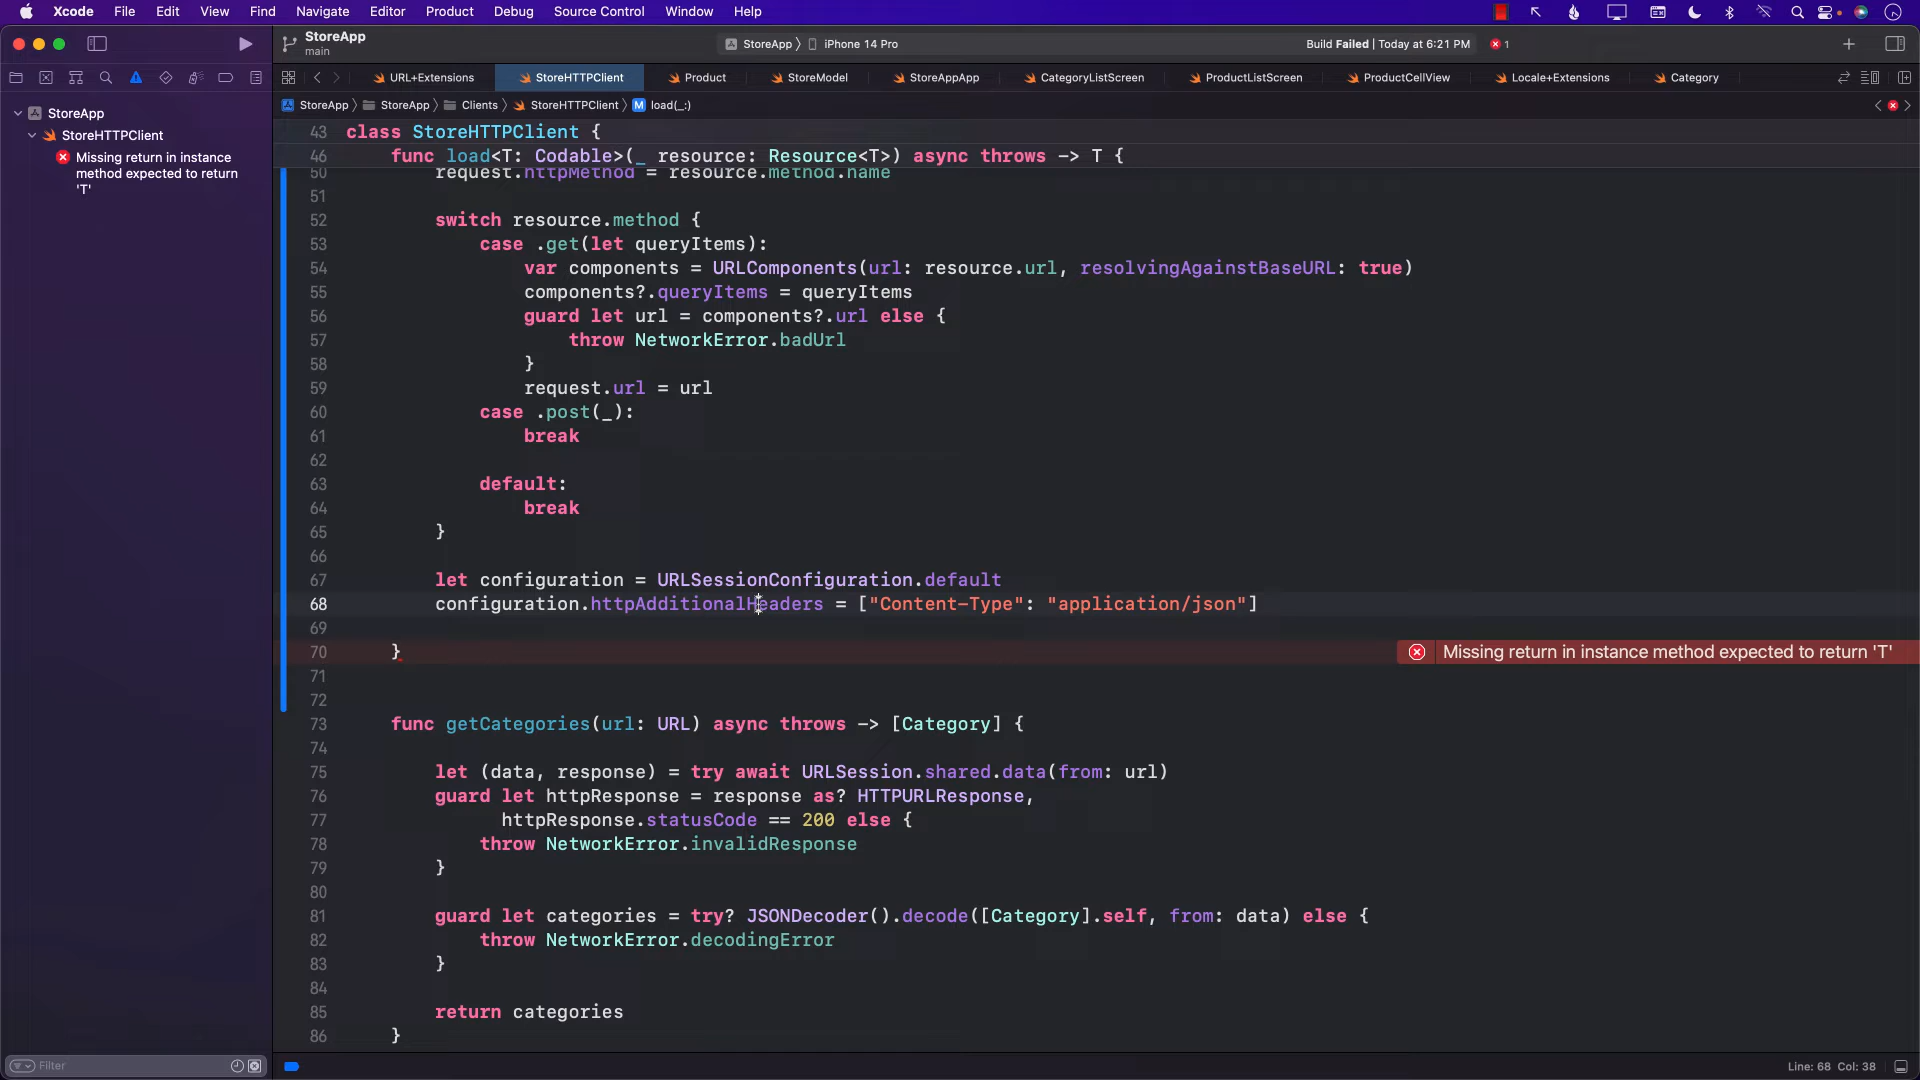 Xcode File Edit View Find Navigate Editor Product Debug Source Control Window Help
StoreApp
main
StoreApp 〉 iPhone 14 Pro
Build Failed | Today at 6:21 PM
1
URL+Extensions StoreHTTPClient Product StoreModel StoreAppApp CategoryListScreen ProductListScreen ProductCellView Locale+Extensions Category
StoreApp 〉 StoreApp 〉 Clients 〉 StoreHTTPClient 〉 M load(_:)
StoreApp
StoreHTTPClient
Missing return in instance
method expected to return
'T'
43 class StoreHTTPClient {
46 func load<T: Codable>(_ resource: Resource<T>) async throws -> T {
50 request.httpMethod = resource.method.name
51
52 switch resource.method {
53 case .get(let queryItems):
54 var components = URLComponents(url: resource.url, resolvingAgainstBaseURL: true)
55 components?.queryItems = queryItems
56 guard let url = components?.url else {
57 throw NetworkError.badUrl
58 }
59 request.url = url
60 case .post(_):
61 break
62
63 default:
64 break
65 }
66
67 let configuration = URLSessionConfiguration.default
68 configuration.httpAdditionalHeaders = ["Content-Type": "application/json"]
69
70 } Missing return in instance method expected to return 'T'
71
72
73 func getCategories(url: URL) async throws -> [Category] {
74
75 let (data, response) = try await URLSession.shared.data(from: url)
76 guard let httpResponse = response as? HTTPURLResponse,
77 httpResponse.statusCode == 200 else {
78 throw NetworkError.invalidResponse
79 }
80
81 guard let categories = try? JSONDecoder().decode([Category].self, from: data) else {
82 throw NetworkError.decodingError
83 }
84
85 return categories
86 }
Filter
Line: 68 Col: 38